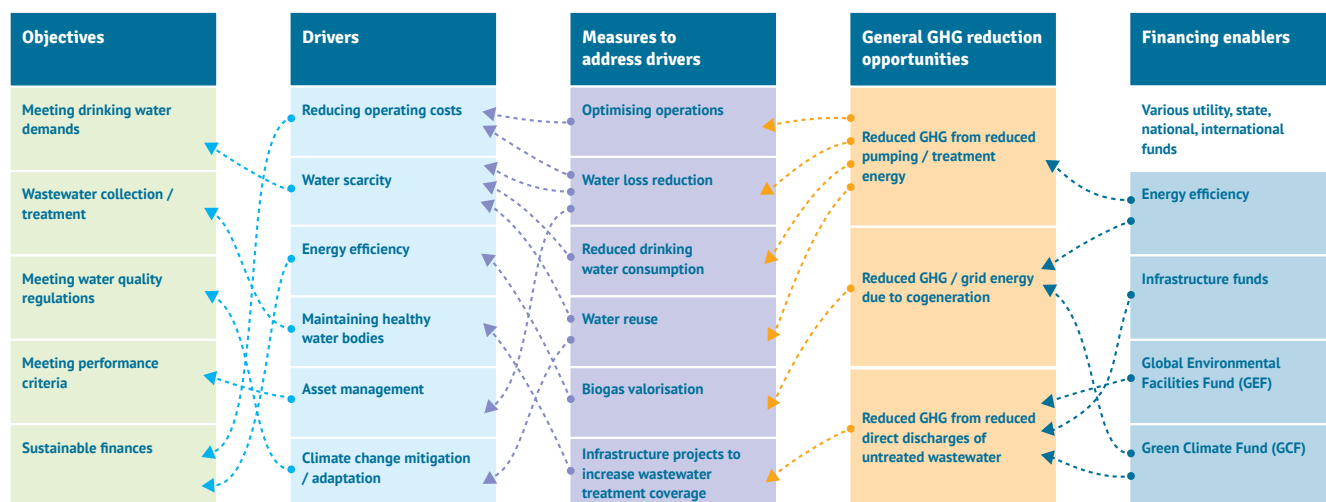 Objectives
Meeting drinking water
demands
Wastewater collection /
treatment
Meeting water quality
regulations
Meeting performance
criteria
Sustainable finances
Drivers
Reducing operating costs
Water scarcity
Energy efficiency
Maintaining healthy
water bodies
Asset management
Climate change mitigation
/ adaptation
Measures to
address drivers
Optimising operations
Water loss reduction
Reduced drinking
water consumption
Water reuse
Biogas valorisation
Infrastructure projects to
increase wastewater
treatment coverage
General GHG reduction
opportunities
Reduced GHG from reduced
pumping / treatment
energy
Reduced GHG / grid energy
due to cogeneration
Reduced GHG from reduced
direct discharges of
untreated wastewater
Financing enablers
Various utility, state,
national, international
funds
Energy efficiency
Infrastructure funds
Global Environmental
Facilities Fund (GEF)
Green Climate Fund (GCF)